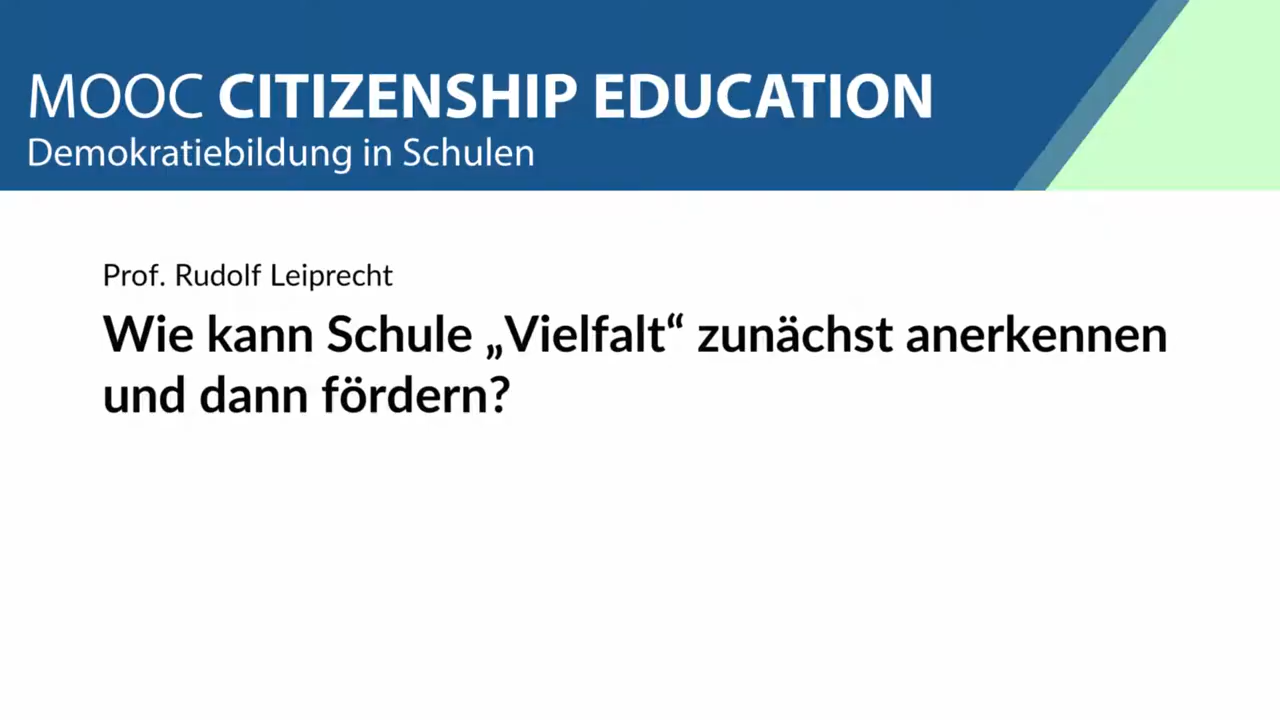 MOOC CITIZENSHIP EDUCATION
Demokratiebildung in Schulen
Prof. Rudolf Leiprecht
Wie kann Schule „Vielfalt“ zunächst anerkennen
und dann fördern?